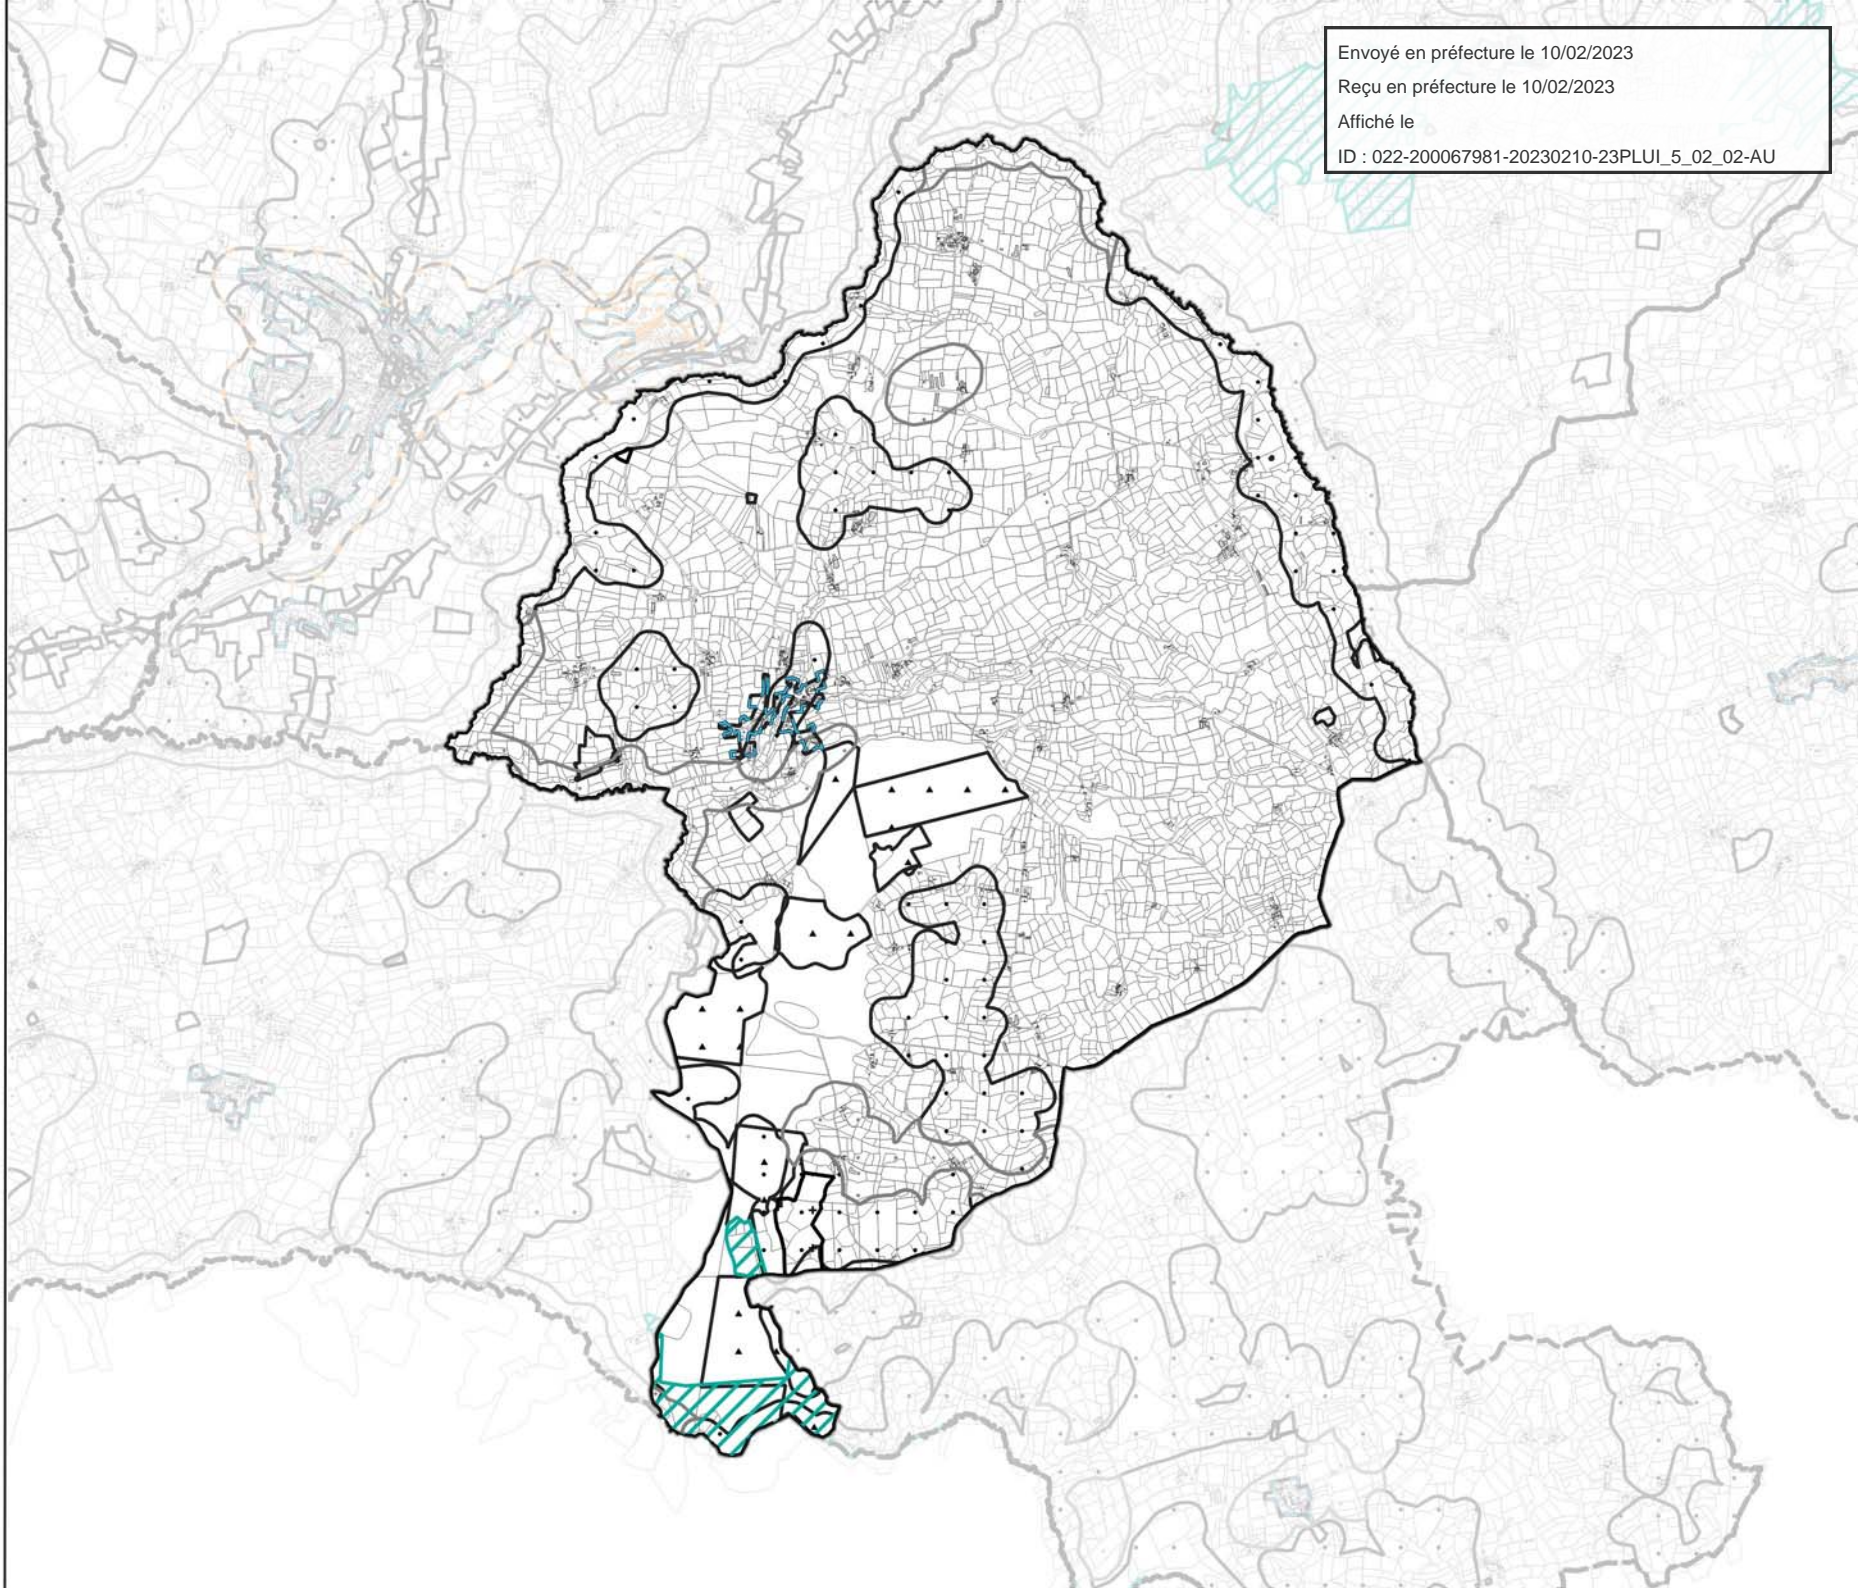 Envoyé en préfecture le 10/02/2023
Reçu en préfecture le 10/02/2023
Affiché le
ID : 022-200067981-20230210-23PLUI_5_02_02-AU